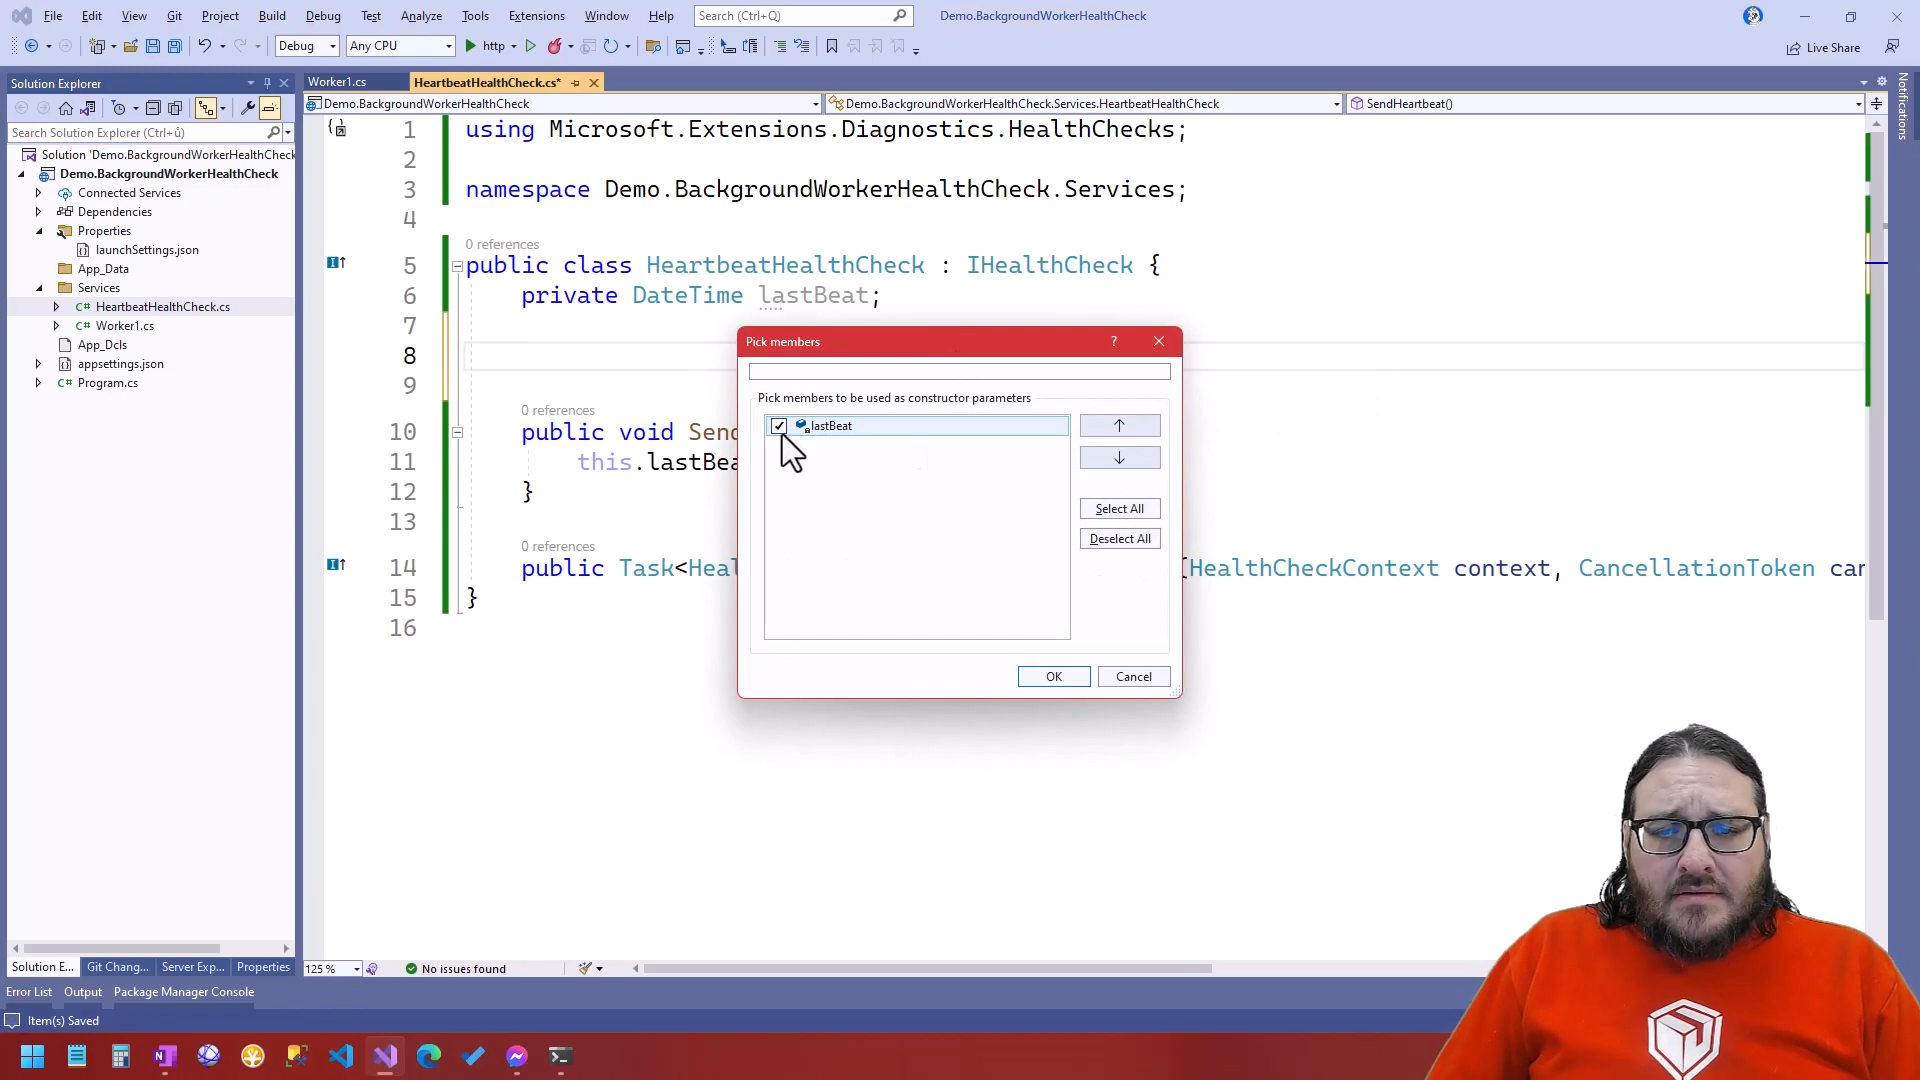 File Edit View Git Project Build Debug Test Analyze Tools Extensions Window Help Search (Ctrl+Q) Demo.BackgroundWorkerHealthCheck
Debug Any CPU http Live Share
Solution Explorer
Search Solution Explorer (Ctrl+ů)
Solution 'Demo.BackgroundWorkerHealthCheck
Demo.BackgroundWorkerHealthCheck
Connected Services
Dependencies
Properties
launchSettings.json
App_Data
Services
HeartbeatHealthCheck.cs
Worker1.cs
App_Dcls
appsettings.json
Program.cs
Solution E... Git Chang... Server Exp... Properties
Worker1.cs HeartbeatHealthCheck.cs*
Demo.BackgroundWorkerHealthCheck Demo.BackgroundWorkerHealthCheck.Services.HeartbeatHealthCheck SendHeartbeat()
1 using Microsoft.Extensions.Diagnostics.HealthChecks;
2
3 namespace Demo.BackgroundWorkerHealthCheck.Services;
4
0 references
5 public class HeartbeatHealthCheck : IHealthCheck {
6 private DateTime lastBeat;
7
8
9
0 references
10 public void Send
11 this.lastBea
12 }
13
0 references
14 public Task<Heal (HealthCheckContext context, CancellationToken can
15 }
16
Pick members ?
Pick members to be used as constructor parameters
lastBeat
Select All
Deselect All
OK Cancel
125 % No issues found
Error List Output Package Manager Console
Item(s) Saved
Notifications